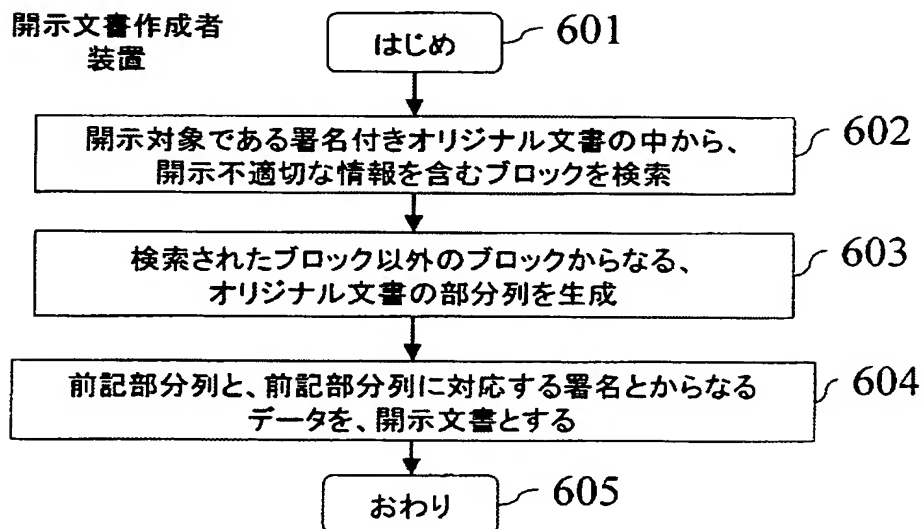 開示文書作成者
装置
はじめ
601
開示対象である署名付きオリジナル文書の中から、
開示不適切な情報を含むブロックを検索
602
検索されたブロック以外のブロックからなる、
オリジナル文書の部分列を生成
603
前記部分列と、前記部分列に対応する署名とからなる
データを、開示文書とする
604
おわり
605